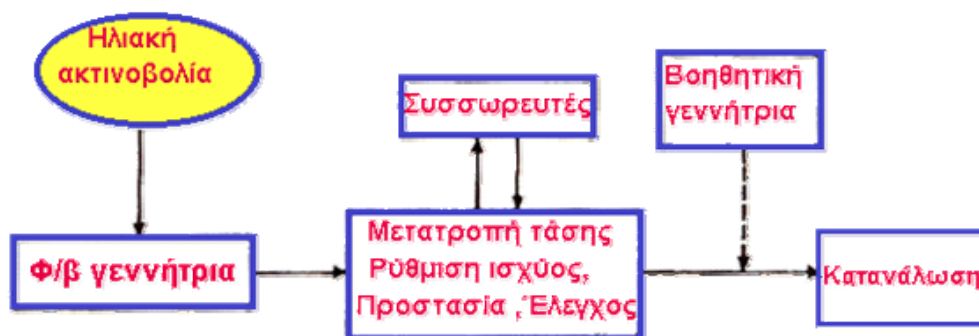 Ηλιακή
ακτινοβολία
Συσσωρευτές
Βοηθητική
γεννήτρια
Φ/β γεννήτρια
Μετατροπή τάσης
Ρύθμιση ισχύος,
Προστασία ,Έλεγχος
Κατανάλωση